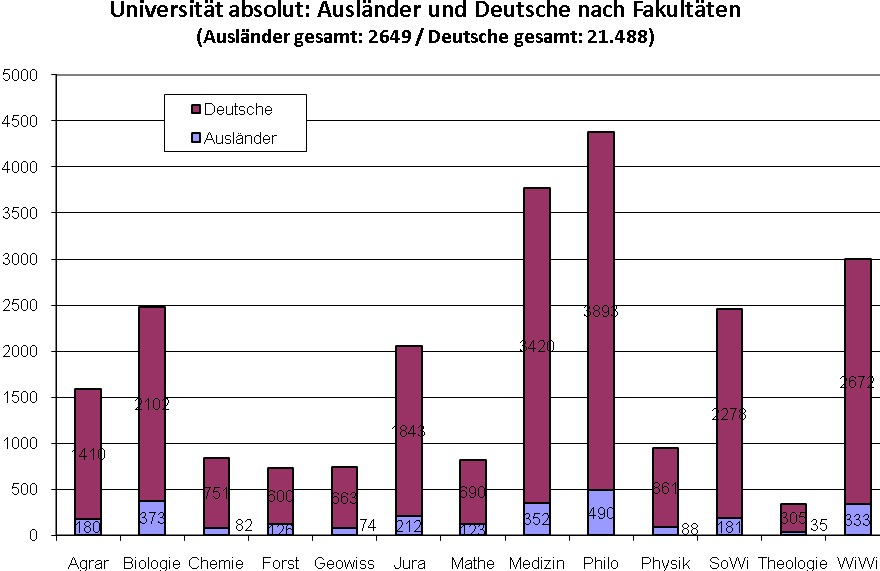 Universität absolut: Ausländer und Deutsche nach Fakultäten
(Ausländer gesamt: 2649 / Deutsche gesamt: 21.488)
5000
4500
4000
3500
3000
2500
2000
1500
1000
500
0
Deutsche
Ausländer
1410 2102 751 600 663 1843 690 3420 3893 861 2278 305 2672
180 373 82 126 74 212 123 352 490 88 181 35 333
Agrar Biologie Chemie Forst Geowiss Jura Mathe Medizin Philo Physik SoWi Theologie WiWi